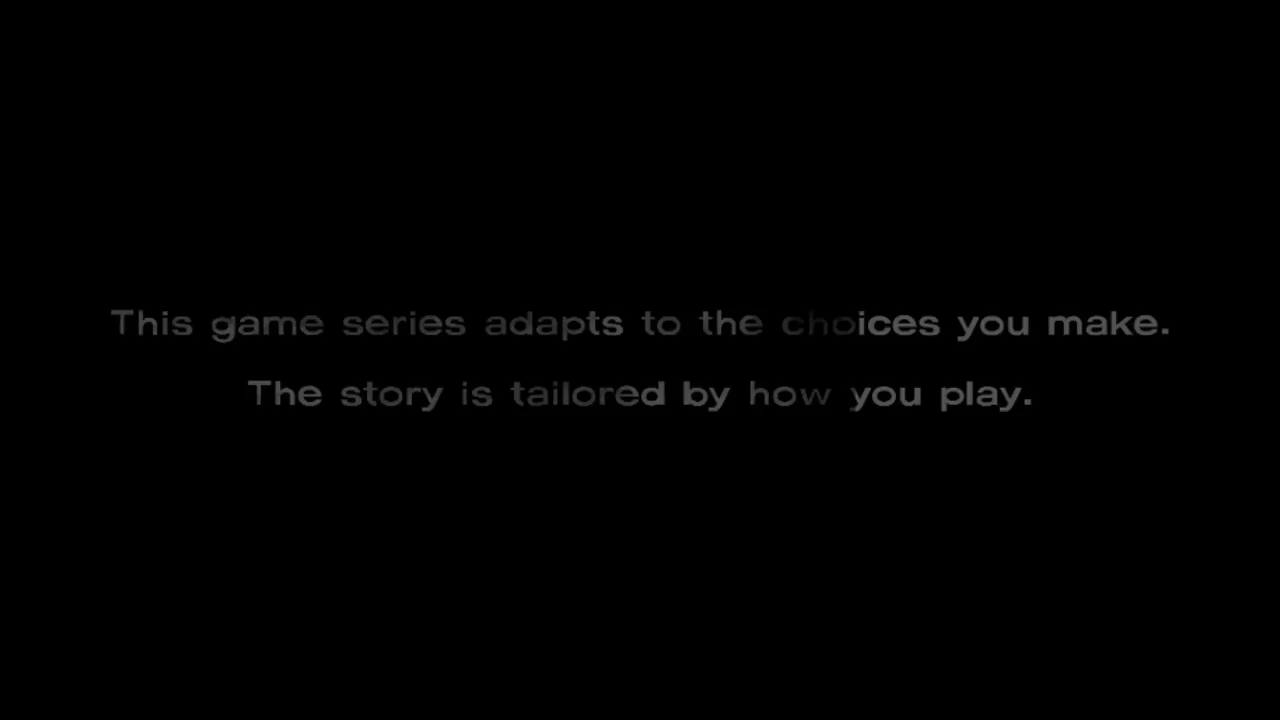 This game series adapts to the choices you make.
The story is tailored by how you play.